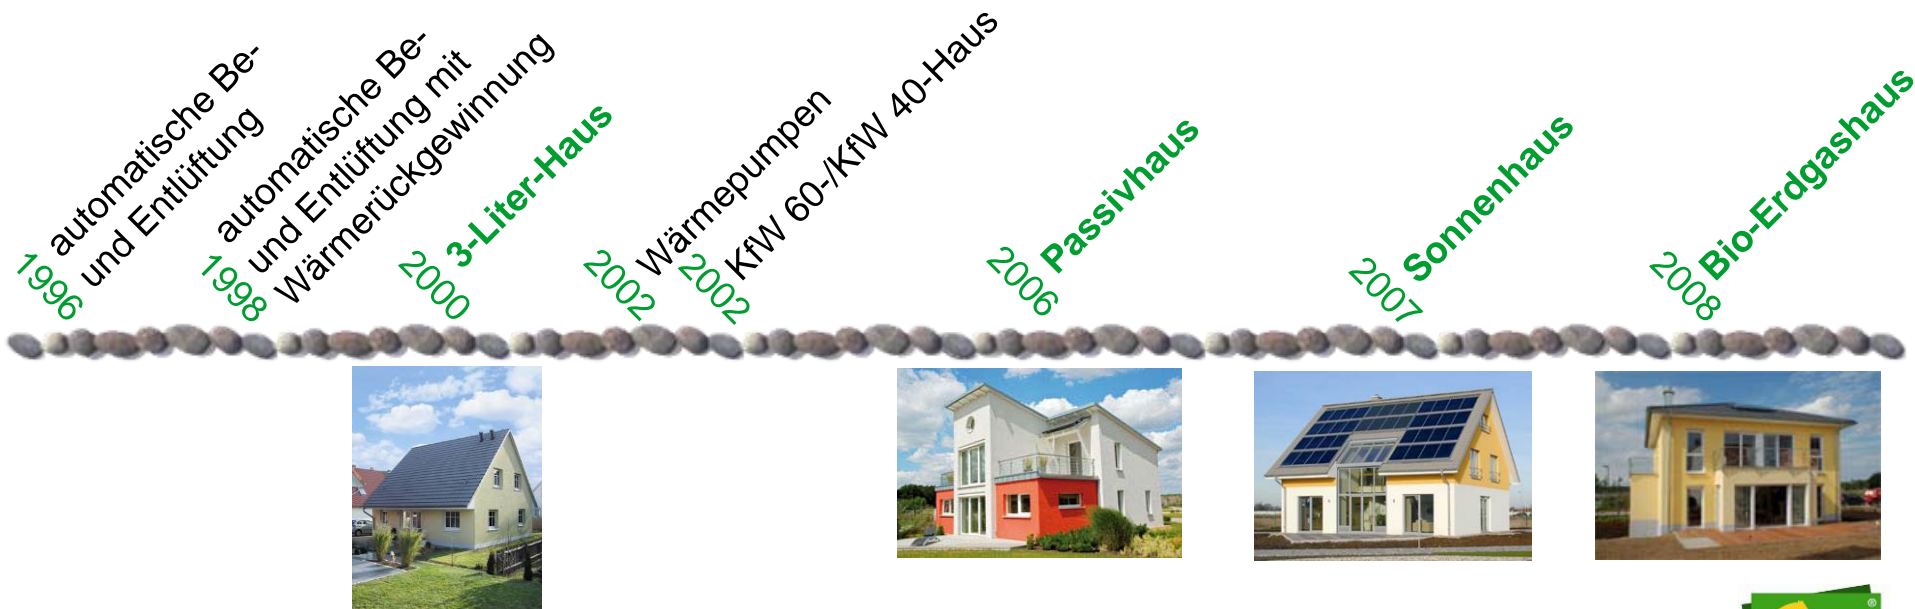 1996
automatische Be-
und Entlüftung
1998
automatische Be-
und Entlüftung mit
Wärmerückgewinnung
2000
3-Liter-Haus
2002
Wärmepumpen
2002
KfW 60-/KfW 40-Haus
2006
Passivhaus
2007
Sonnenhaus
2008
Bio-Erdgashaus
®